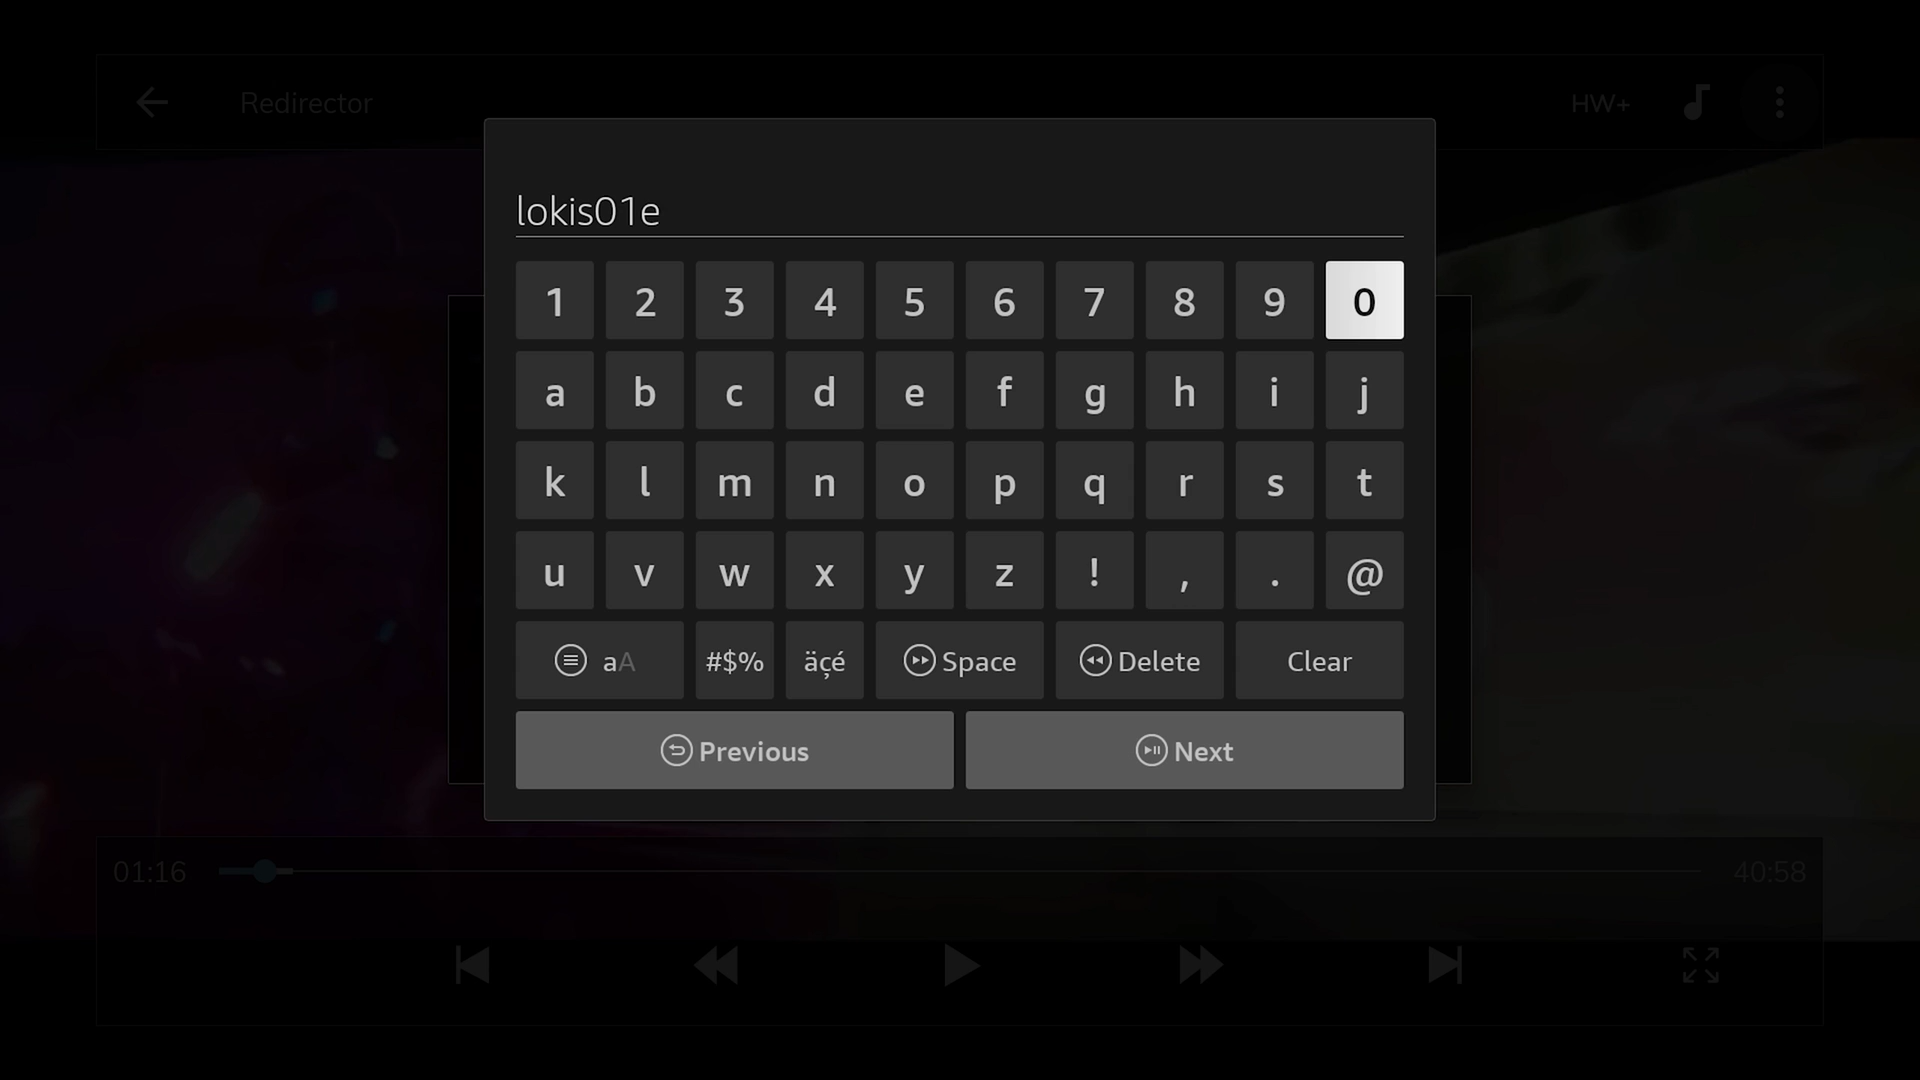 Redirector HW+
lokis01e
1 2 3 4 5 6 7 8 9 0
a b c d e f g h i j
k l m n o p q r s t
u v w x y z ! , . @
aA #$% äçé Space Delete Clear
Previous Next
01:16 40:58